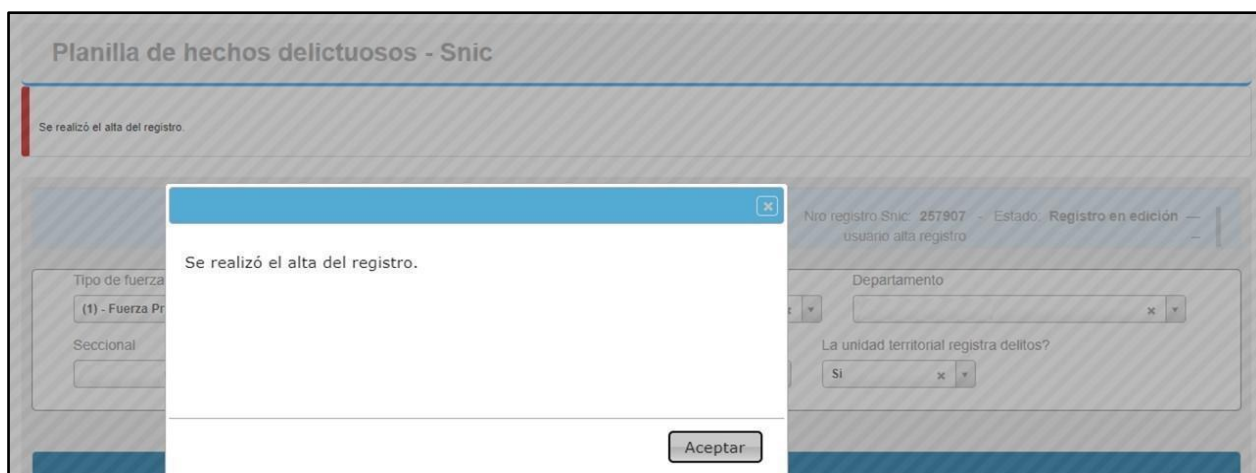 Planilla de hechos delictuosos - Snic
Se realizó el alta del registro.
Nro registro Snic: 257907 - Estado: Registro en edición —
usuario alta registro —
Se realizó el alta del registro.
Tipo de fuerza
Departamento
(1) - Fuerza Pr
Seccional
La unidad territorial registra delitos?
Si
Aceptar